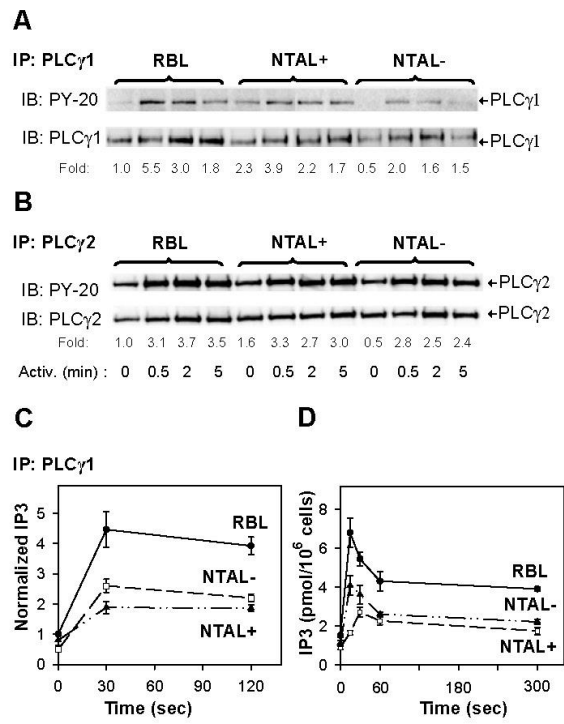 A
IP: PLCγ1 RBL NTAL+ NTAL-
IB: PY-20 ←PLCγ1
IB: PLCγ1 ←PLCγ1
Fold: 1.0 5.5 3.0 1.8 2.3 3.9 2.2 1.7 0.5 2.0 1.6 1.5
B
IP: PLCγ2 RBL NTAL+ NTAL-
IB: PY-20 ←PLCγ2
IB: PLCγ2 ←PLCγ2
Fold: 1.0 3.1 3.7 3.5 1.6 3.3 2.7 3.0 0.5 2.8 2.5 2.4
Activ. (min) : 0 0.5 2 5 0 0.5 2 5 0 0.5 2 5
C
IP: PLCγ1
Normalized IP3
5
4
3
2
1
0
RBL
NTAL-
NTAL+
0 30 60 90 120
Time (sec)
D
IP3 (pmol/10⁶ cells)
8
6
4
2
0
RBL
NTAL-
NTAL+
0 60 180 300
Time (sec)